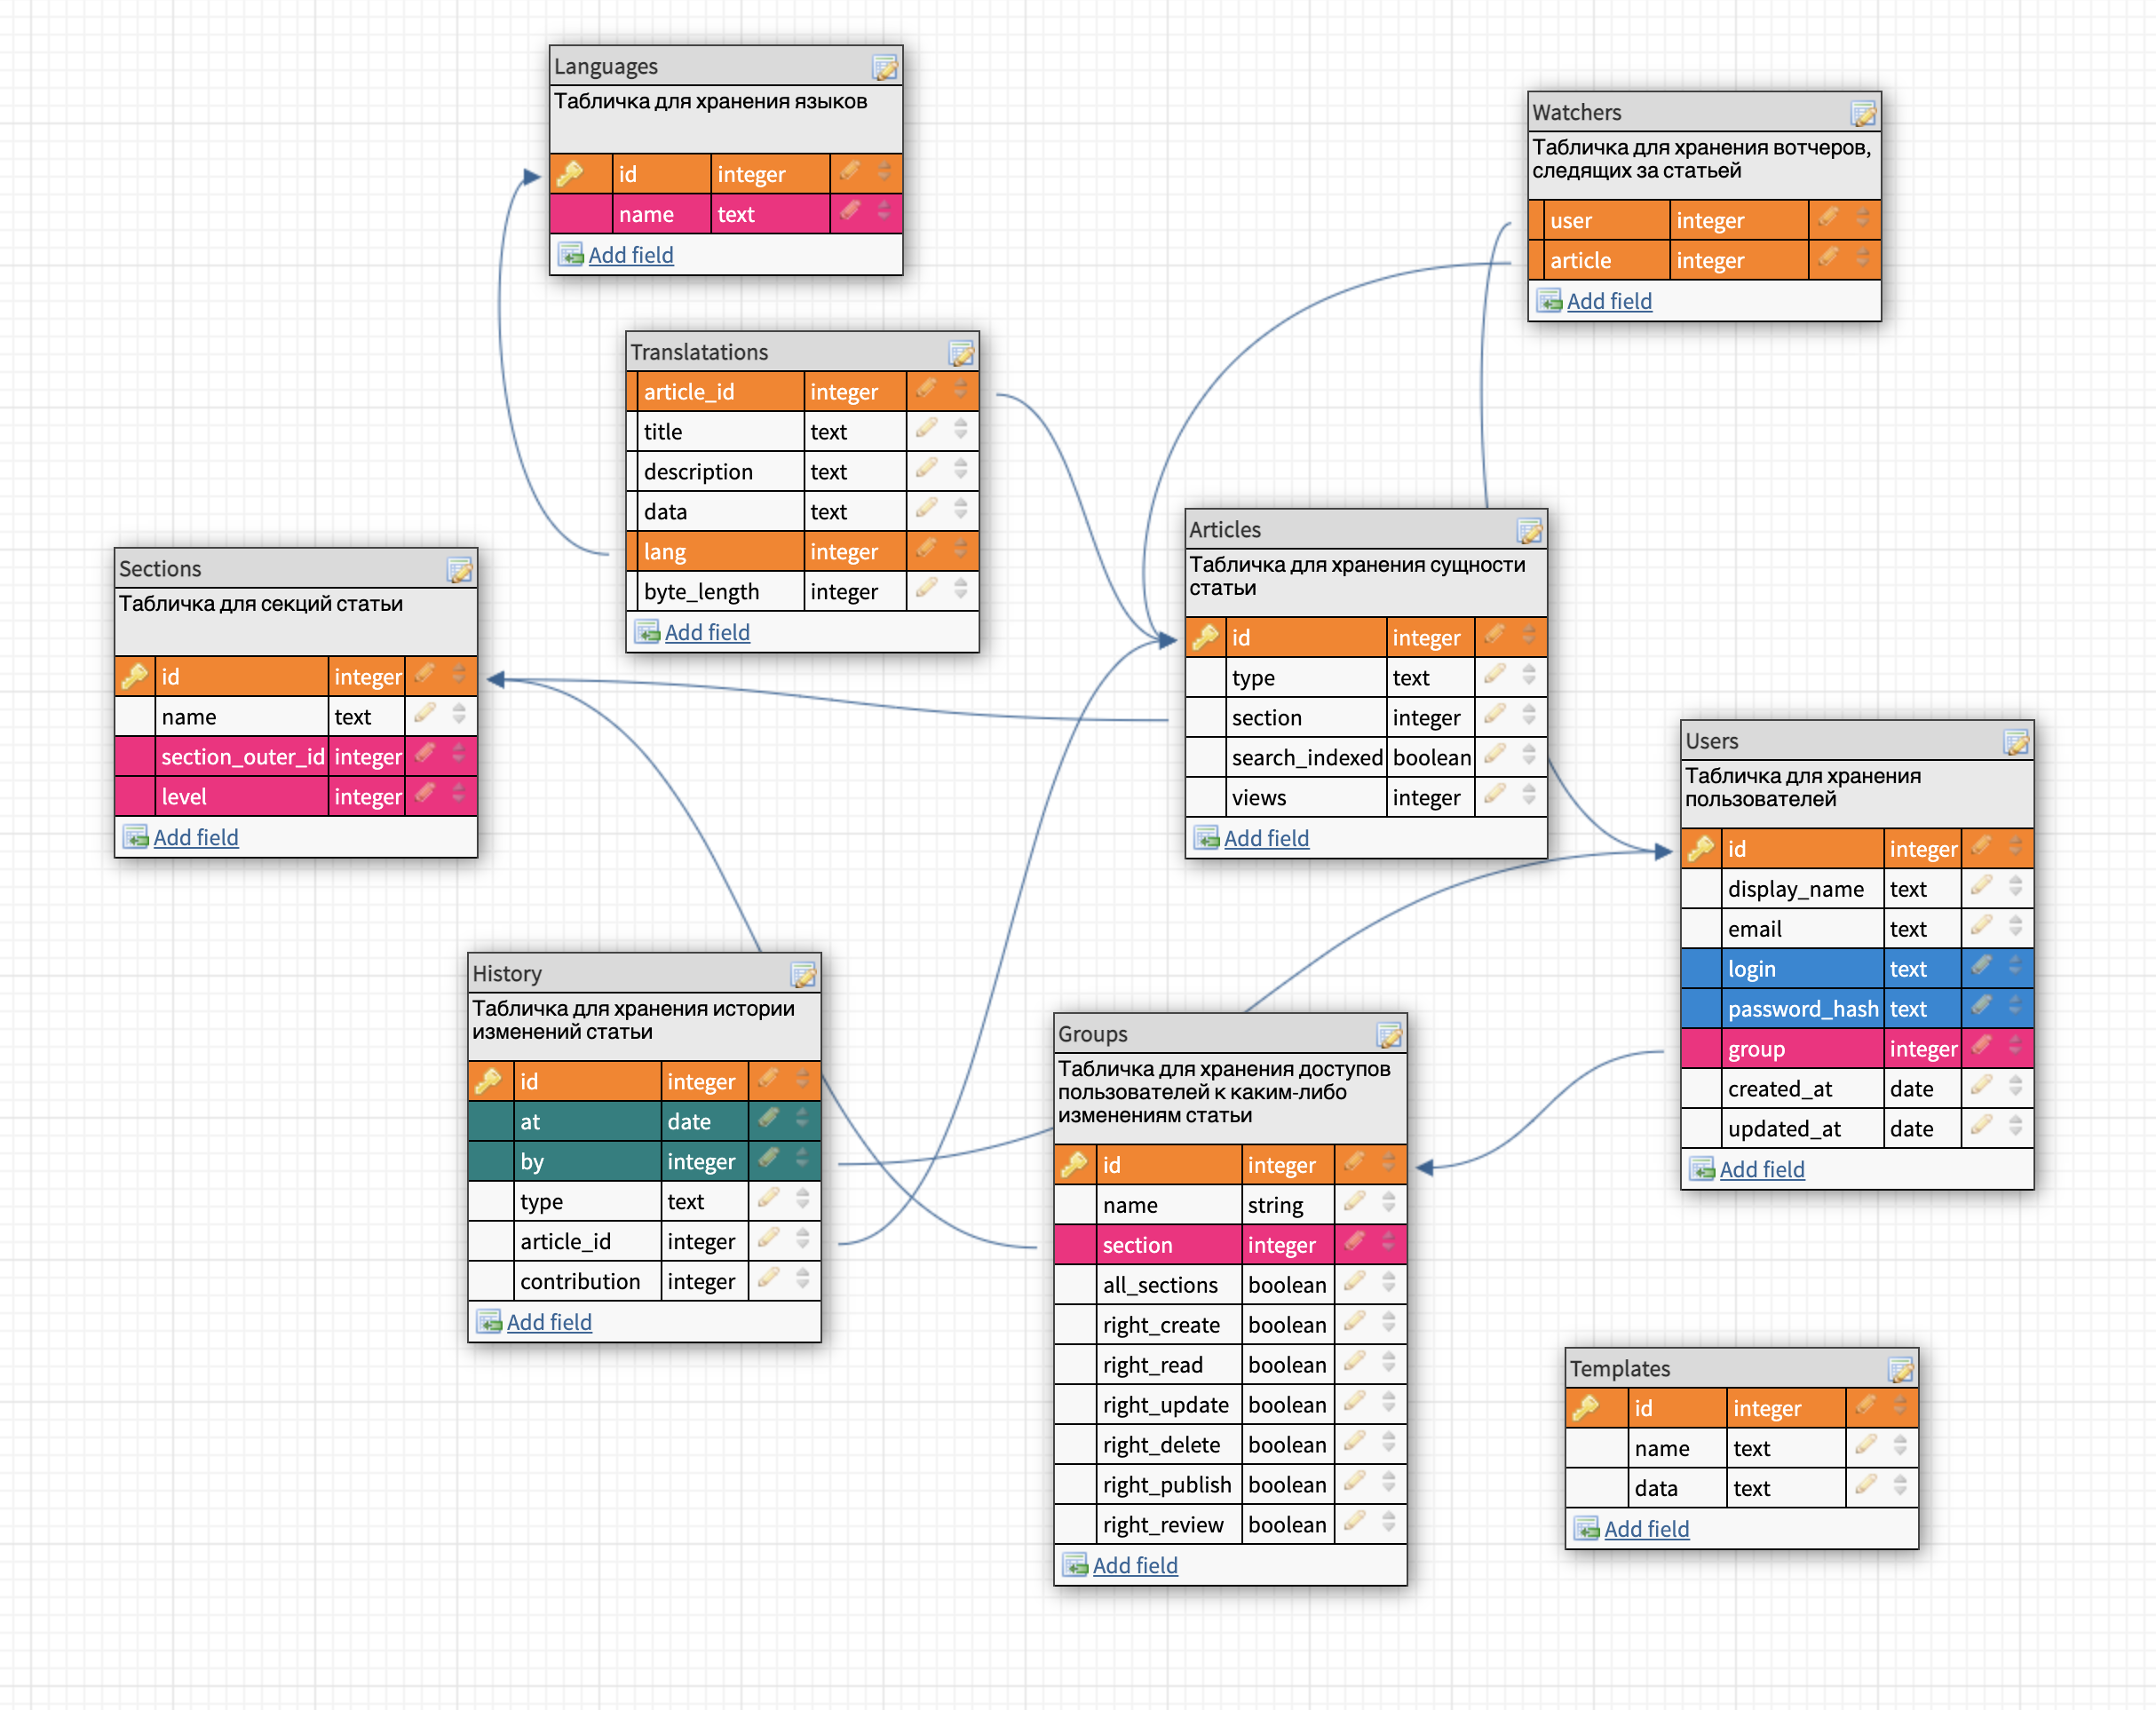 Languages
Табличка для хранения языков
id integer
name text
Add field
Watchers
Табличка для хранения вотчеров,
следящих за статьей
user integer
article integer
Add field
Translatations
article_id integer
title text
description text
data text
lang integer
byte_length integer
Add field
Articles
Табличка для хранения сущности
статьи
id integer
type text
section integer
search_indexed boolean
views integer
Add field
Sections
Табличка для секций статьи
id integer
name text
section_outer_id integer
level integer
Add field
Users
Табличка для хранения
пользователей
id integer
display_name text
email text
login text
password_hash text
group integer
created_at date
updated_at date
Add field
History
Табличка для хранения истории
изменений статьи
id integer
at date
by integer
type text
article_id integer
contribution integer
Add field
Groups
Табличка для хранения доступов
пользователей к каким-либо
изменениям статьи
id integer
name string
section integer
all_sections boolean
right_create boolean
right_read boolean
right_update boolean
right_delete boolean
right_publish boolean
right_review boolean
Add field
Templates
id integer
name text
data text
Add field